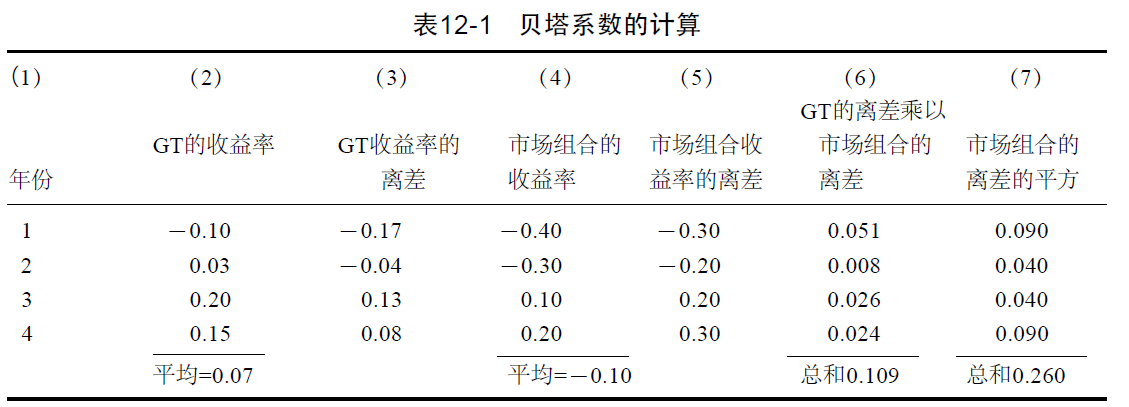 表12-1 贝塔系数的计算
(1) (2) (3) (4) (5) (6) (7)
GT的离差乘以
GT的收益率 GT收益率的 市场组合的 市场组合收 市场组合的 市场组合的
年份 离差 收益率 益率的离差 离差 离差的平方
1 －0.10 －0.17 －0.40 －0.30 0.051 0.090
2 0.03 －0.04 －0.30 －0.20 0.008 0.040
3 0.20 0.13 0.10 0.20 0.026 0.040
4 0.15 0.08 0.20 0.30 0.024 0.090
平均=0.07 平均=－0.10 总和0.109 总和0.260